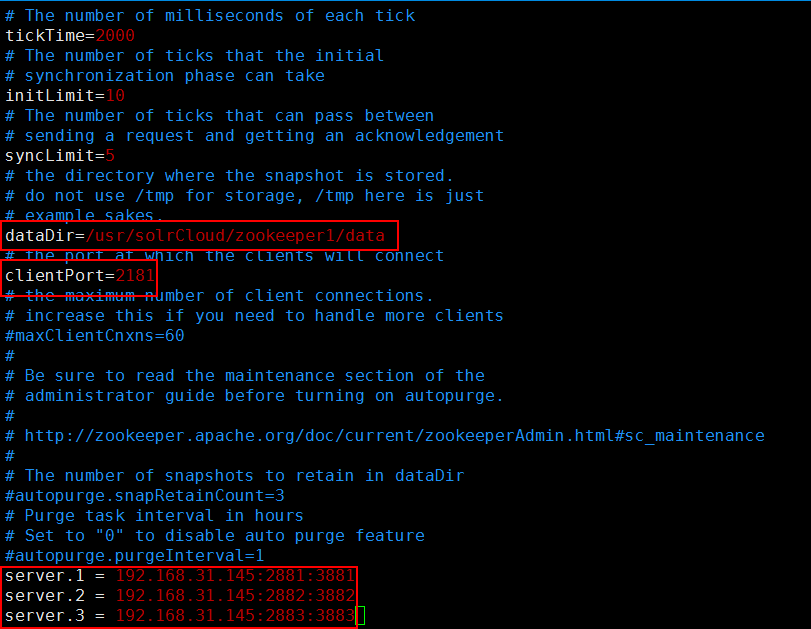 # The number of milliseconds of each tick
tickTime=2000
# The number of ticks that the initial
# synchronization phase can take
initLimit=10
# The number of ticks that can pass between
# sending a request and getting an acknowledgement
syncLimit=5
# the directory where the snapshot is stored.
# do not use /tmp for storage, /tmp here is just
# example sakes.
dataDir=/usr/solrCloud/zookeeper1/data
# the port at which the clients will connect
clientPort=2181
# the maximum number of client connections.
# increase this if you need to handle more clients
#maxClientCnxns=60
#
# Be sure to read the maintenance section of the
# administrator guide before turning on autopurge.
#
# http://zookeeper.apache.org/doc/current/zookeeperAdmin.html#sc_maintenance
#
# The number of snapshots to retain in dataDir
#autopurge.snapRetainCount=3
# Purge task interval in hours
# Set to "0" to disable auto purge feature
#autopurge.purgeInterval=1
server.1 = 192.168.31.145:2881:3881
server.2 = 192.168.31.145:2882:3882
server.3 = 192.168.31.145:2883:3883